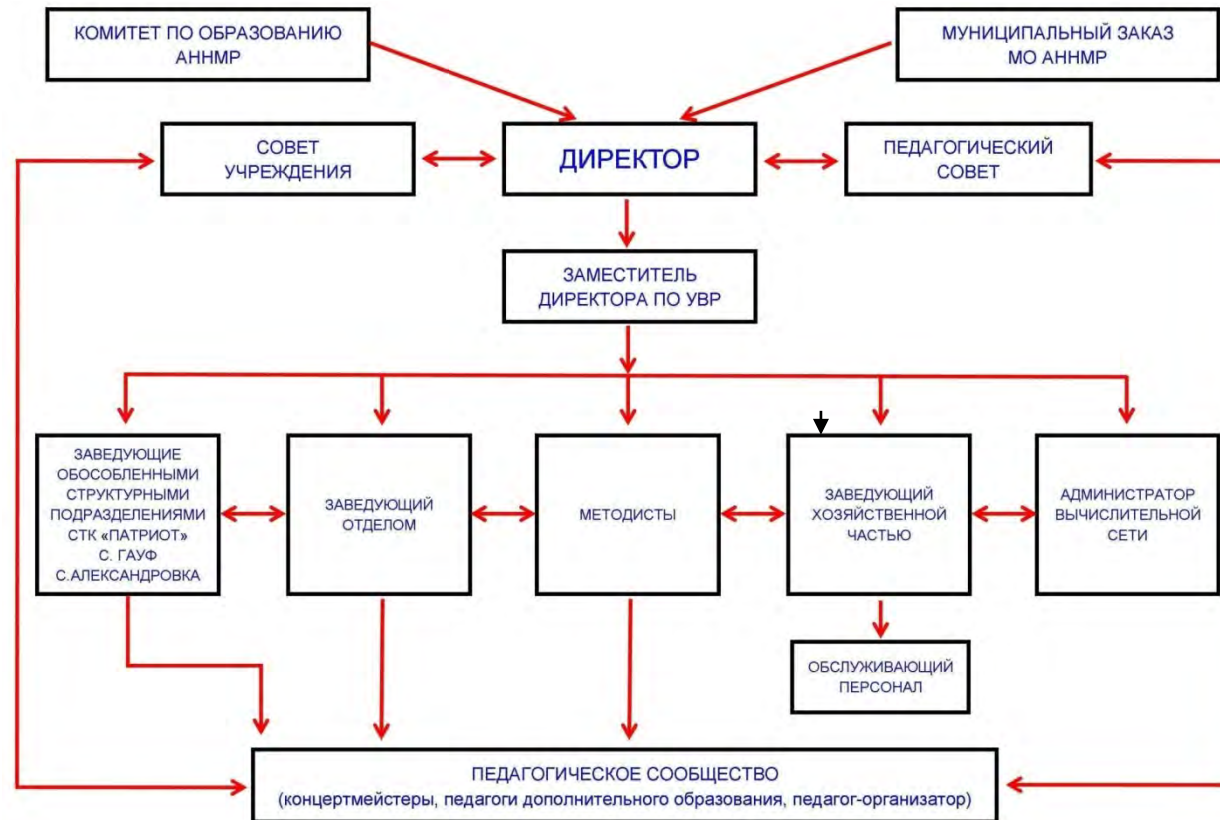 КОМИТЕТ ПО ОБРАЗОВАНИЮ
АННМР
МУНИЦИПАЛЬНЫЙ ЗАКАЗ
МО АННМР
СОВЕТ
УЧРЕЖДЕНИЯ
ДИРЕКТОР
ПЕДАГОГИЧЕСКИЙ
СОВЕТ
ЗАМЕСТИТЕЛЬ
ДИРЕКТОРА ПО УВР
ЗАВЕДУЮЩИЕ
ОБОСОБЛЕННЫМИ
СТРУКТУРНЫМИ
ПОДРАЗДЕЛЕНИЯМИ
СТК «ПАТРИОТ»
С. ГАУФ
С.АЛЕКСАНДРОВКА
ЗАВЕДУЮЩИЙ
ОТДЕЛОМ
МЕТОДИСТЫ
ЗАВЕДУЮЩИЙ
ХОЗЯЙСТВЕННОЙ
ЧАСТЬЮ
АДМИНИСТРАТОР
ВЫЧИСЛИТЕЛЬНОЙ
СЕТИ
ОБСЛУЖИВАЮЩИЙ
ПЕРСОНАЛ
ПЕДАГОГИЧЕСКОЕ СООБЩЕСТВО
(концертмейстеры, педагоги дополнительного образования, педагог-организатор)